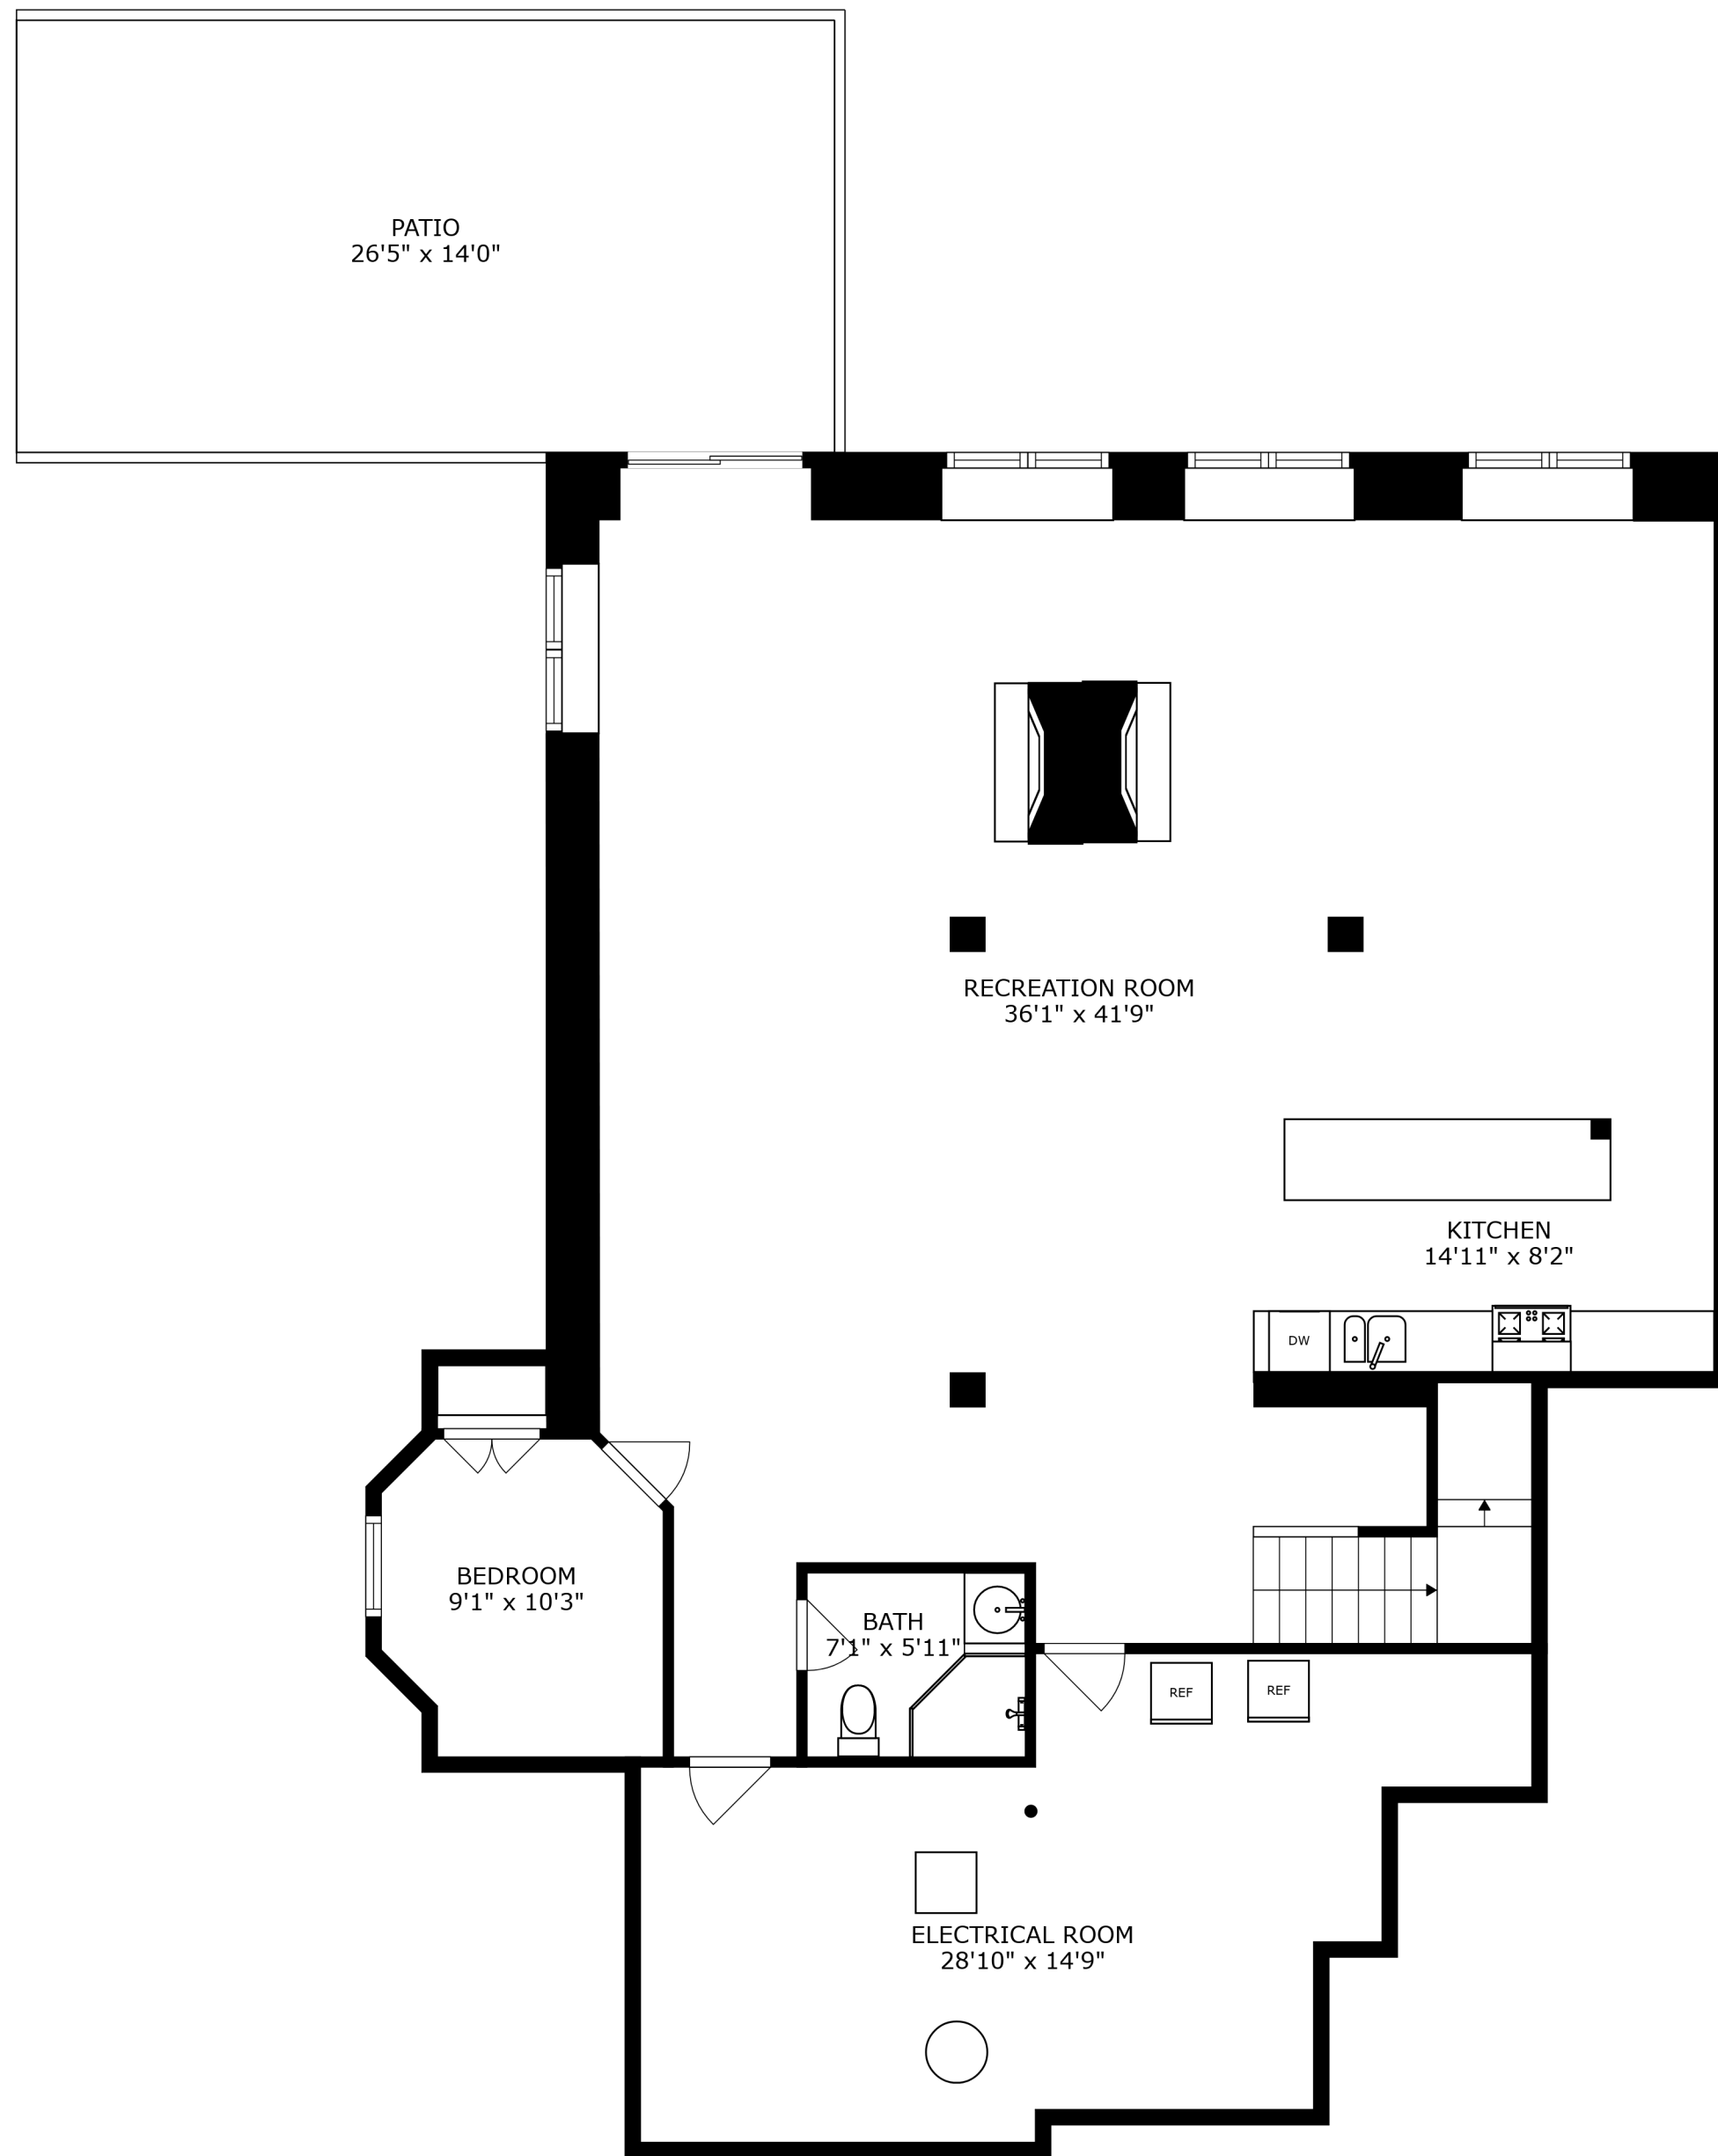 PATIO
26'5" x 14'0"
RECREATION ROOM
36'1" x 41'9"
KITCHEN
14'11" x 8'2"
DW
BEDROOM
9'1" x 10'3"
BATH
7'1" x 5'11"
REF
REF
ELECTRICAL ROOM
28'10" x 14'9"